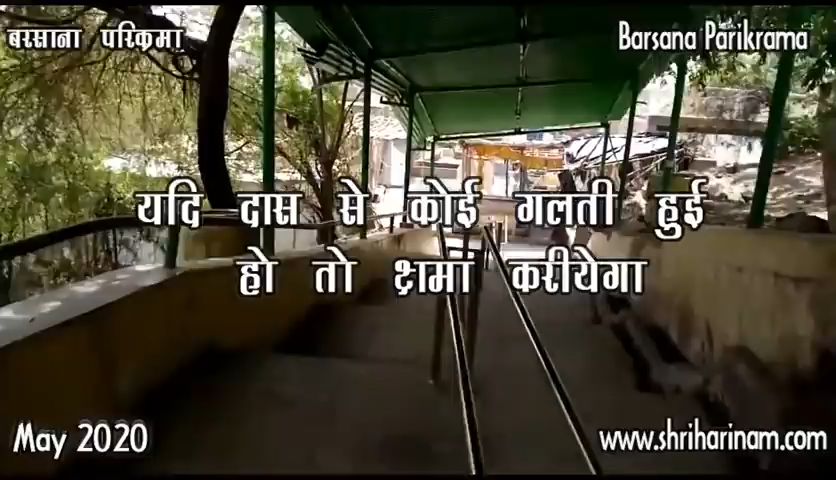 बरसाना परिक्रमा
Barsana Parikrama
यदि दास से कोई गलती हुई
हो तो क्षमा करीयेगा
May 2020
www.shriharinam.com